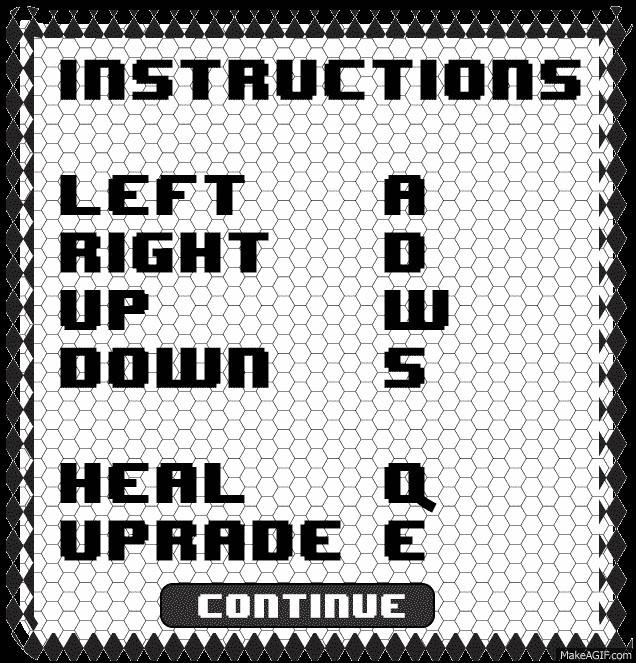 INSTRUCTIONS
LEFT A
RIGHT D
UP W
DOWN S
HEAL Q
UPRADE E
CONTINUE
MakeAGIF.com